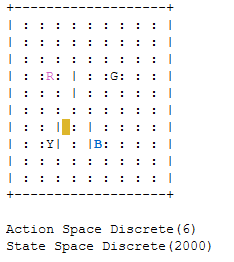 +-------------------+
| : : : : : : : : : |
| : : : : : : : : : |
| : : : : : : : : : |
| : :R: | : :G: : : |
| : : : | : : : : : |
| : : : : : : : : : |
| : : | : | : : : : |
| : :Y| : |B: : : : |
| : : : : : : : : : |
| : : : : : : : : : |
+-------------------+
Action Space Discrete(6)
State Space Discrete(2000)